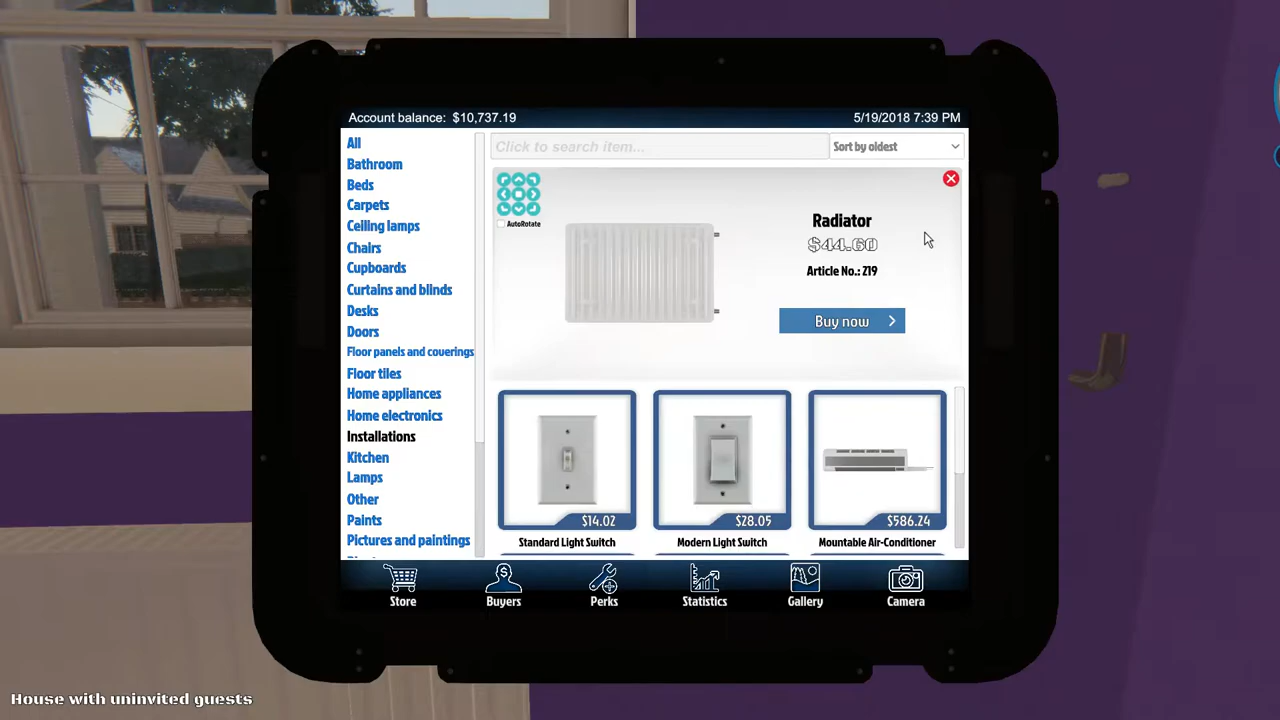 Account balance: $10,737.19
5/19/2018 7:39 PM
All
Bathroom
Beds
Carpets
Ceiling lamps
Chairs
Cupboards
Curtains and blinds
Desks
Doors
Floor panels and coverings
Floor tiles
Home appliances
Home electronics
Installations
Kitchen
Lamps
Other
Paints
Pictures and paintings
Click to search item...
Sort by oldest
AutoRotate
Radiator
$44.60
Article No.: Z19
Buy now
$14.02
$28.05
$586.24
Standard Light Switch
Modern Light Switch
Mountable Air-Conditioner
Store
Buyers
Perks
Statistics
Gallery
Camera
House with uninvited guests